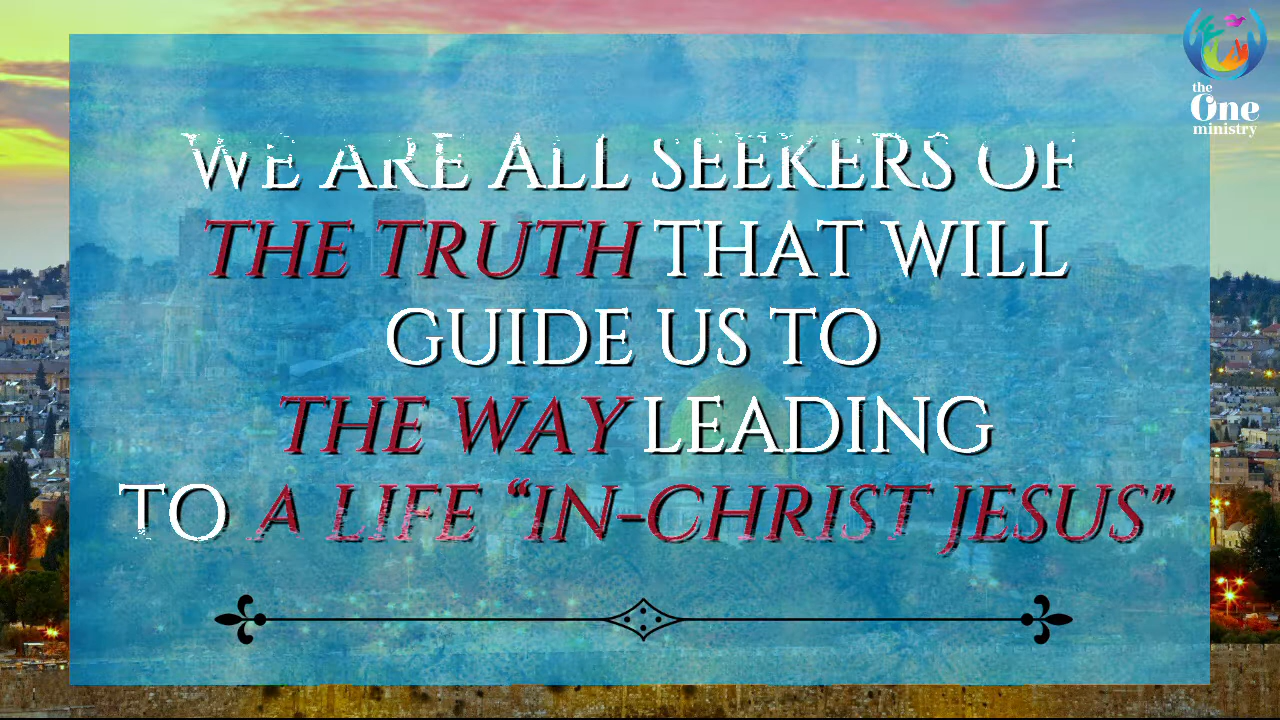 the
One
ministry
WE ARE ALL SEEKERS OF
THE TRUTH THAT WILL
GUIDE US TO
THE WAY LEADING
TO A LIFE “IN-CHRIST JESUS”